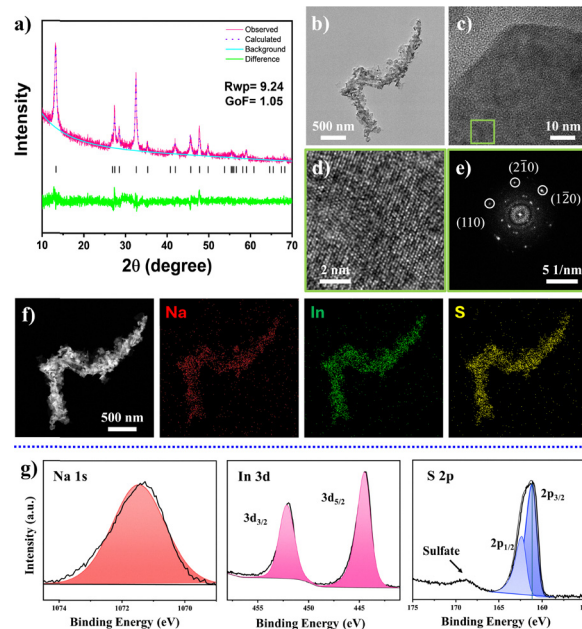 a)
Observed
Calculated
Background
Difference
Rwp= 9.24
GoF= 1.05
Intensity
10 20 30 40 50 60 70
2θ (degree)
b)
500 nm
c)
10 nm
d)
2 nm
e)
(2̄10)
(12̄0)
(110)
5 1/nm
f)
500 nm
Na
In
S
g)
Na 1s
Intensity (a.u.)
1074 1072 1070
Binding Energy (eV)
In 3d
3d3/2
3d5/2
455 450 445
Binding Energy (eV)
S 2p
2p3/2
2p1/2
Sulfate
175 170 165 160 155
Binding Energy (eV)